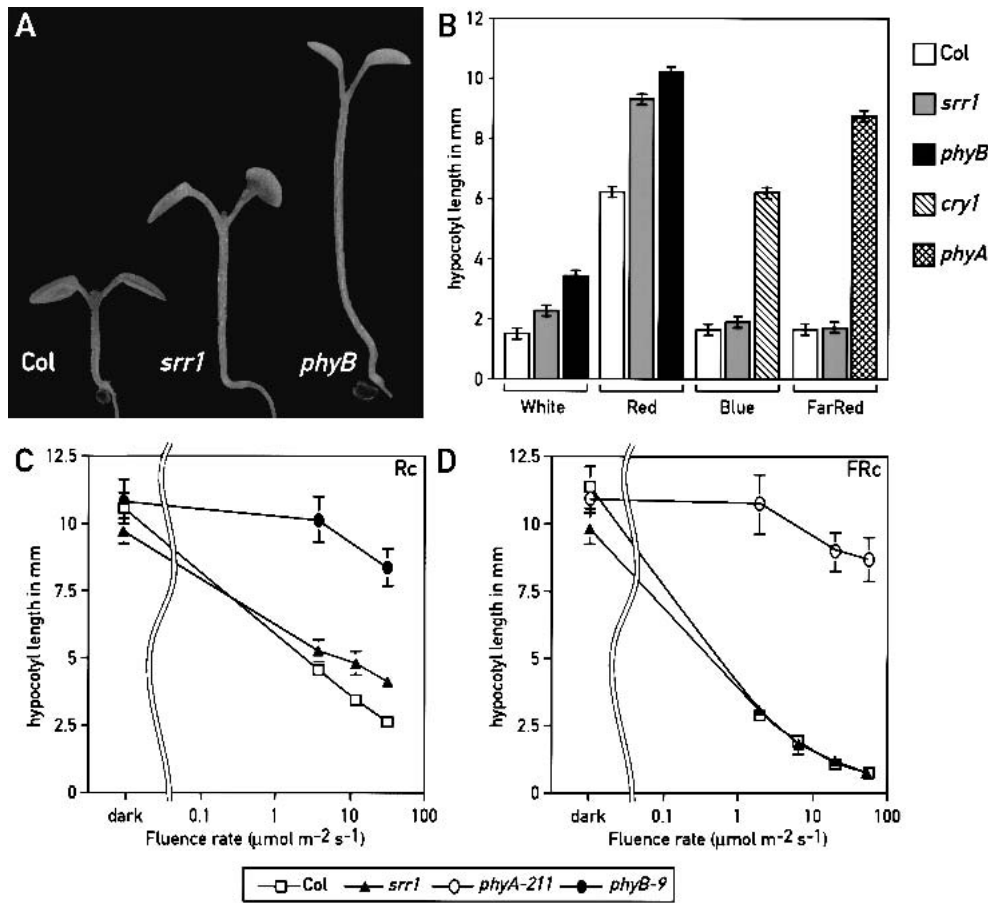 A
Col
srr1
phyB
B
hypocotyl length in mm
12
10
8
6
4
2
0
White
Red
Blue
FarRed
Col
srr1
phyB
cry1
phyA
C
Rc
hypocotyl length in mm
12.5
10
7.5
5
2.5
0
dark
0.1
1
10
100
Fluence rate (µmol m⁻² s⁻¹)
D
FRc
hypocotyl length in mm
12.5
10
7.5
5
2.5
0
dark
0.1
1
10
100
Fluence rate (µmol m⁻² s⁻¹)
Col
srr1
phyA-211
phyB-9